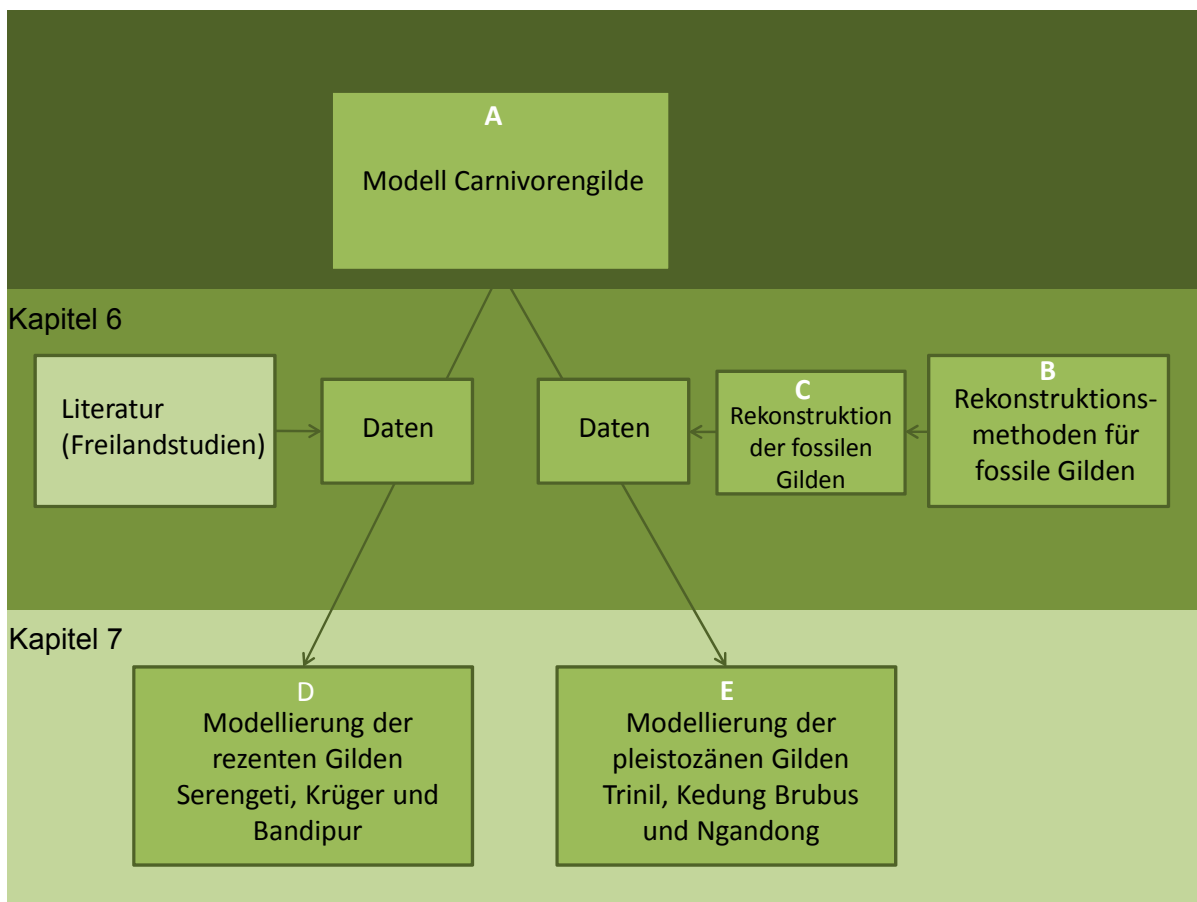 A
Modell Carnivorengilde
Kapitel 6
Literatur
(Freilandstudien)
Daten
Daten
C
Rekonstruktion
der fossilen
Gilden
B
Rekonstruktions-
methoden für
fossile Gilden
Kapitel 7
D
Modellierung der
rezenten Gilden
Serengeti, Krüger und
Bandipur
E
Modellierung der
pleistozänen Gilden
Trinil, Kedung Brubus
und Ngandong